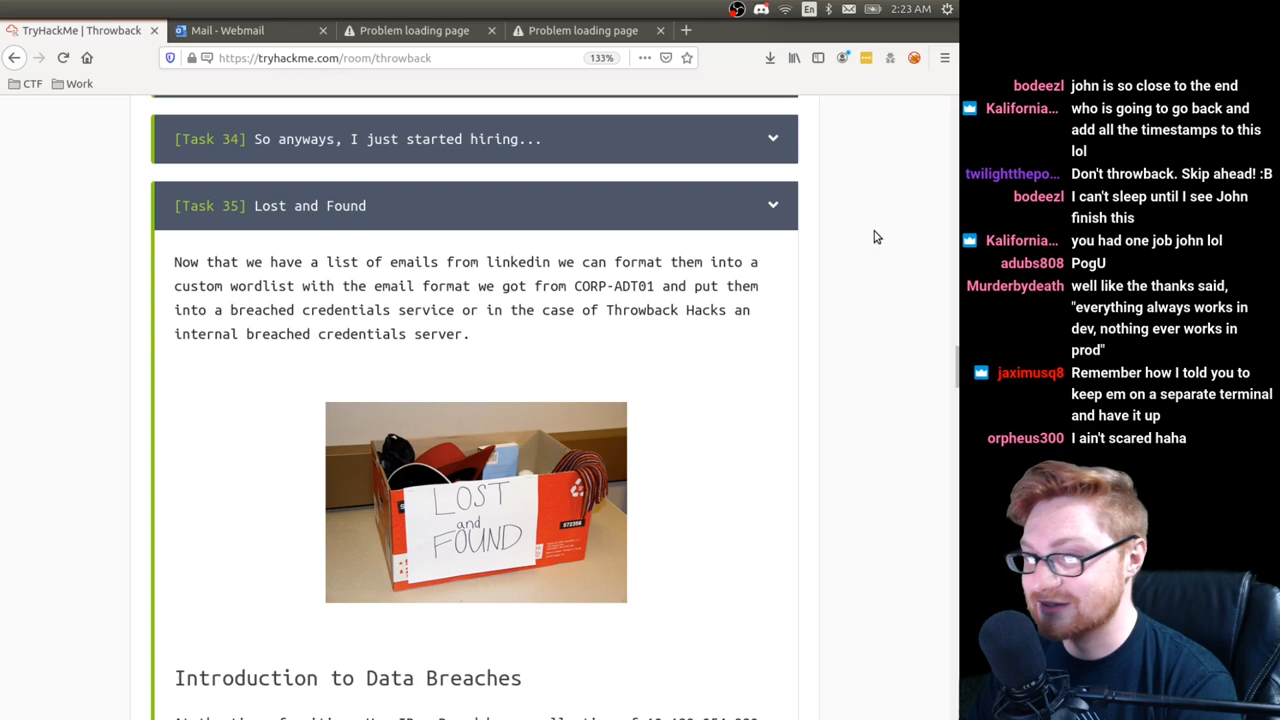 En
2:23 AM
TryHackMe | Throwback
Mail - Webmail
Problem loading page
Problem loading page
https://tryhackme.com/room/throwback
133%
CTF
Work
[Task 34] So anyways, I just started hiring...
[Task 35] Lost and Found
Now that we have a list of emails from linkedin we can format them into a
custom wordlist with the email format we got from CORP-ADT01 and put them
into a breached credentials service or in the case of Throwback Hacks an
internal breached credentials server.
LOST
and
FOUND
572356
Introduction to Data Breaches
bodeezl john is so close to the end
Kalifornia… who is going to go back and
add all the timestamps to this
lol
twilightthepo… Don't throwback. Skip ahead! :B
bodeezl I can't sleep until I see John
finish this
Kalifornia… you had one job john lol
adubs808 PogU
Murderbydeath well like the thanks said,
"everything always works in
dev, nothing ever works in
prod"
jaximusq8 Remember how I told you to
keep em on a separate terminal
and have it up
orpheus300 I ain't scared haha